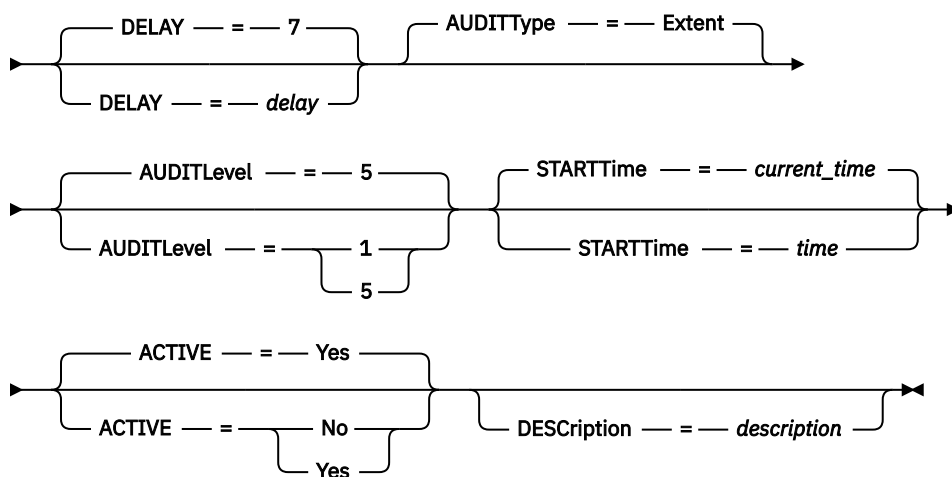 DELAY = 7
AUDITType = Extent
DELAY = delay
AUDITLevel = 5
STARTTime = current_time
AUDITLevel = 1
STARTTime = time
5
ACTIVE = Yes
ACTIVE = No
DESCription = description
Yes